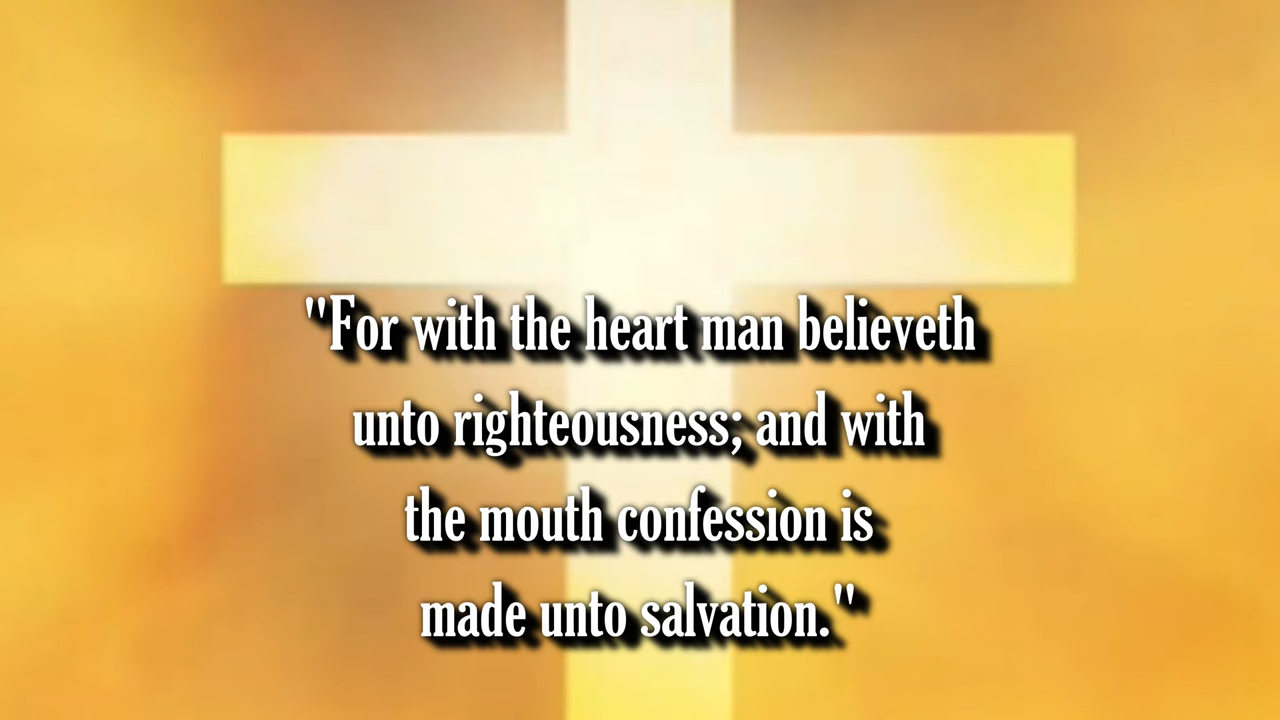 "For with the heart man believeth
unto righteousness; and with
the mouth confession is
made unto salvation."